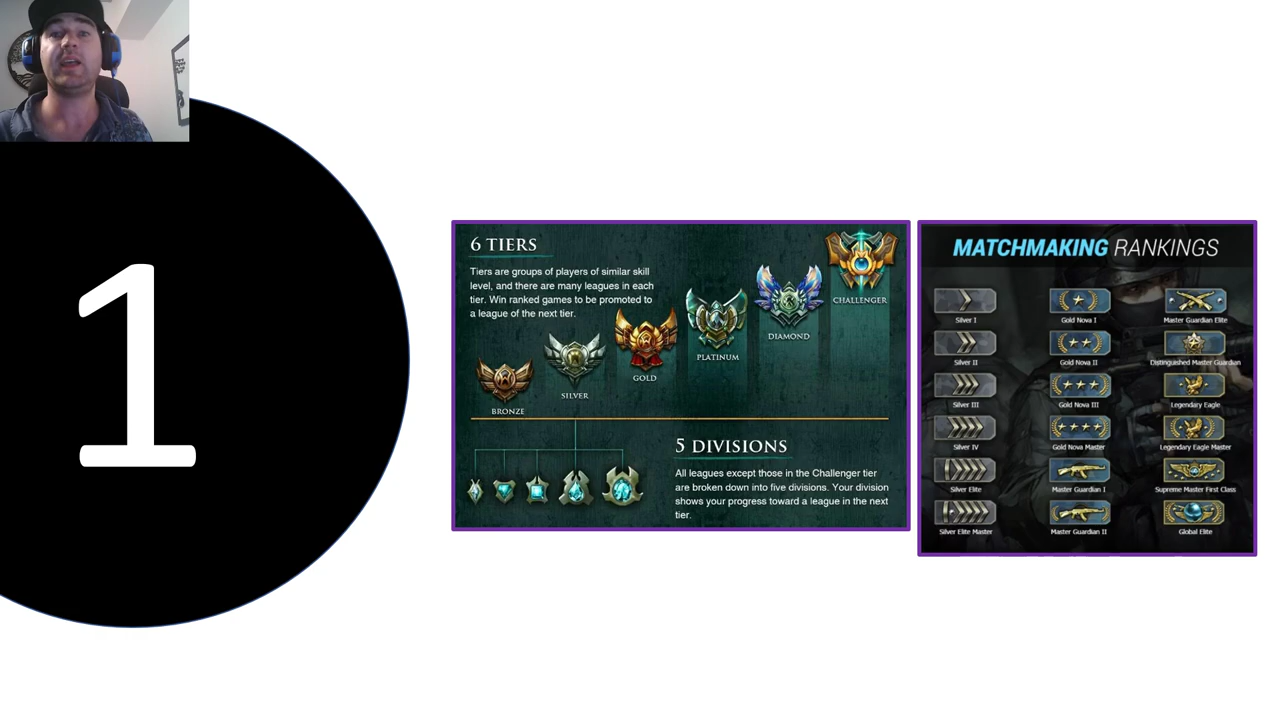 1
6 TIERS
Tiers are groups of players of similar skill
level, and there are many leagues in each
tier. Win ranked games to be promoted to
a league of the next tier.
BRONZE
SILVER
GOLD
PLATINUM
DIAMOND
CHALLENGER
5 DIVISIONS
All leagues except those in the Challenger tier
are broken down into five divisions. Your division
shows your progress toward a league in the next
tier.
MATCHMAKING RANKINGS
Silver I
Gold Nova I
Master Guardian Elite
Silver II
Gold Nova II
Distinguished Master Guardian
Silver III
Gold Nova III
Legendary Eagle
Silver IV
Gold Nova Master
Legendary Eagle Master
Silver Elite
Master Guardian I
Supreme Master First Class
Silver Elite Master
Master Guardian II
Global Elite